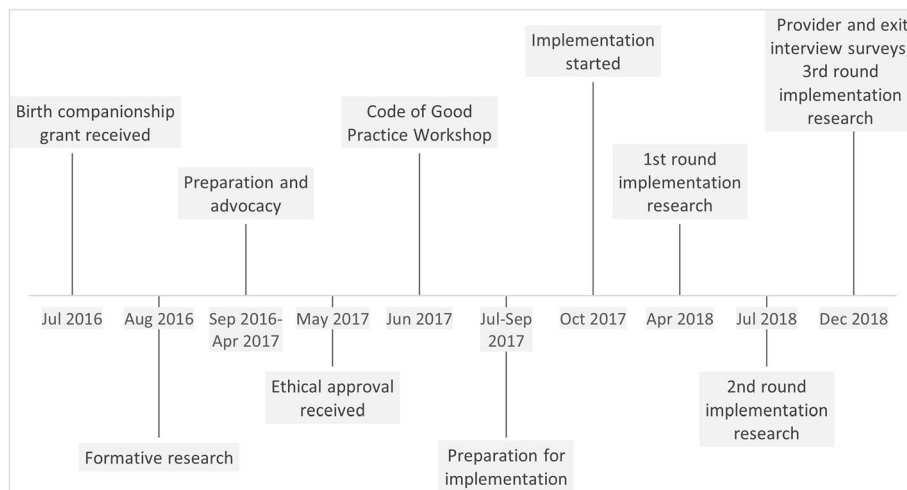 Birth companionship
grant received
Preparation and
advocacy
Code of Good
Practice Workshop
Implementation
started
1st round
implementation
research
Provider and exit
interview surveys,
3rd round
implementation
research
Jul 2016
Aug 2016
Sep 2016-
Apr 2017
May 2017
Jun 2017
Jul-Sep
2017
Oct 2017
Apr 2018
Jul 2018
Dec 2018
Formative research
Ethical approval
received
Preparation for
implementation
2nd round
implementation
research